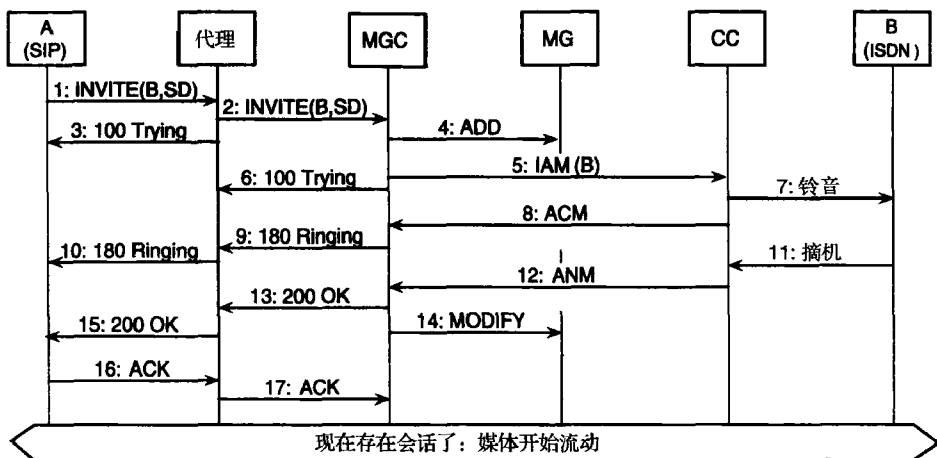 A
(SIP)
代理
MGC
MG
CC
B
(ISDN)
1: INVITE(B,SD)
2: INVITE(B,SD)
3: 100 Trying
4: ADD
5: IAM (B)
6: 100 Trying
7: 铃音
8: ACM
9: 180 Ringing
10: 180 Ringing
11: 摘机
12: ANM
13: 200 OK
14: MODIFY
15: 200 OK
16: ACK
17: ACK
现在存在会话了：媒体开始流动